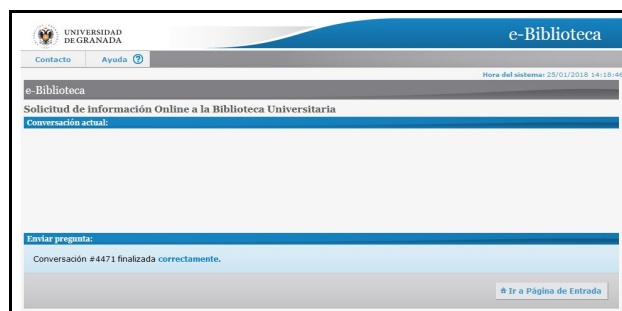 UNIVERSIDAD
DE GRANADA
e-Biblioteca
Contacto Ayuda ?
Hora del sistema: 25/01/2018 14:18:46
e-Biblioteca
Solicitud de información Online a la Biblioteca Universitaria
Conversación actual:
Enviar pregunta:
Conversación #4471 finalizada correctamente.
Ir a Página de Entrada